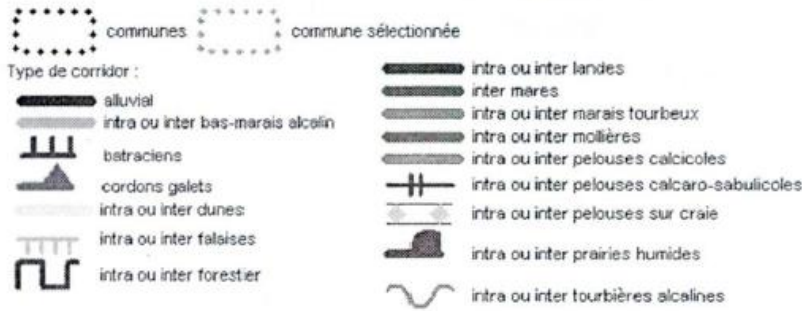 communes
commune sélectionnée
Type de corridor :
alluvial
intra ou inter bas-marais alcalin
batraciens
cordons galets
intra ou inter dunes
intra ou inter falaises
intra ou inter forestier
intra ou inter landes
inter mares
intra ou inter marais tourbeux
intra ou inter mollières
intra ou inter pelouses calcicoles
intra ou inter pelouses calcaro-sabulicoles
intra ou inter pelouses sur craie
intra ou inter prairies humides
intra ou inter tourbières alcalines